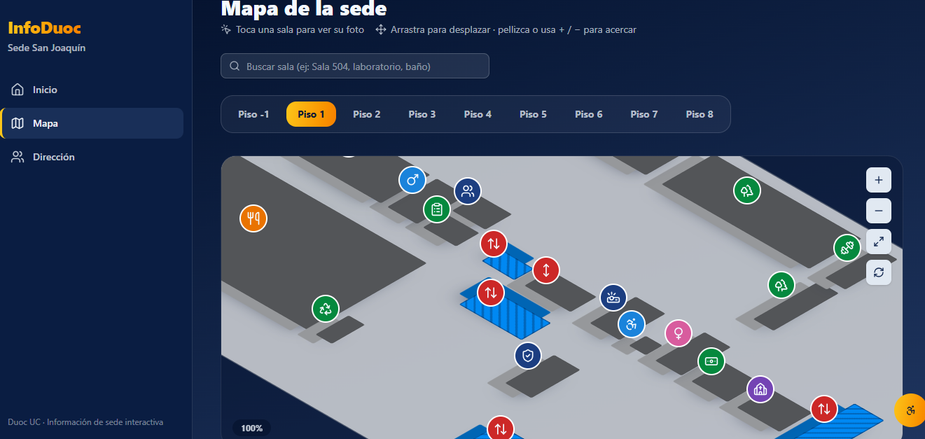 InfoDuoc
Sede San Joaquín
Inicio
Mapa
Dirección
Duoc UC · Información de sede interactiva
Mapa de la sede
Toca una sala para ver su foto
Arrastra para desplazar · pellizca o usa + / − para acercar
Buscar sala (ej: Sala 504, laboratorio, baño)
Piso -1
Piso 1
Piso 2
Piso 3
Piso 4
Piso 5
Piso 6
Piso 7
Piso 8
100%